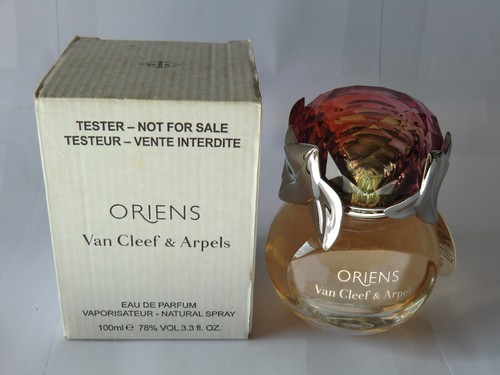 TESTER – NOT FOR SALE
TESTEUR – VENTE INTERDITE
ORIENS
Van Cleef & Arpels
EAU DE PARFUM
VAPORISATEUR - NATURAL SPRAY
100ml e 78% VOL 3.3 fl. OZ.
ORIENS
Van Cleef & Arpel